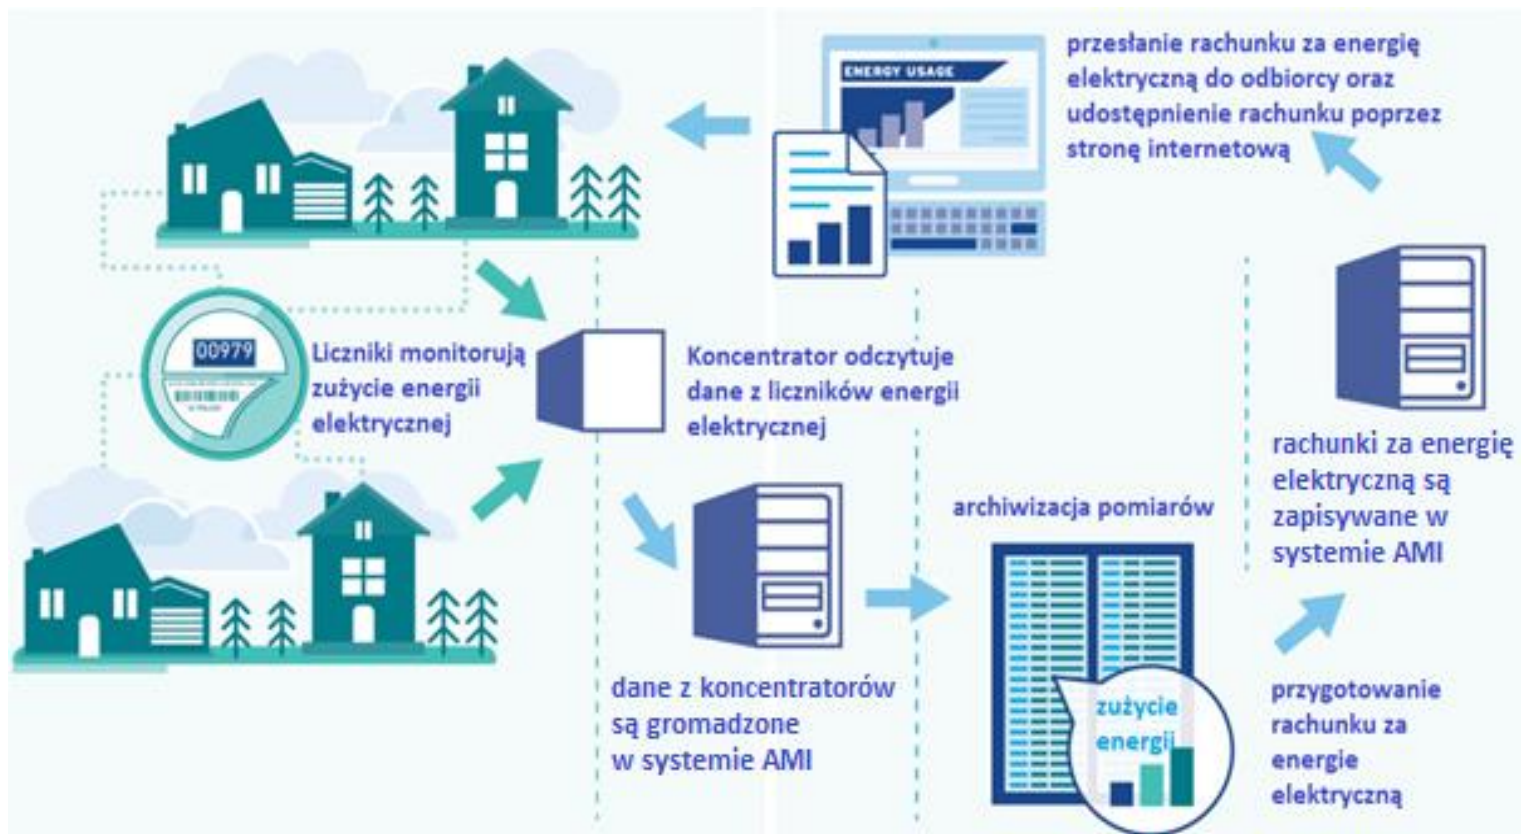 przesłanie rachunku za energię
elektryczną do odbiorcy oraz
udostępnienie rachunku poprzez
stronę internetową
ENERGY USAGE
00979
Liczniki monitorują
zużycie energii
elektrycznej
Koncentrator odczytuje
dane z liczników energii
elektrycznej
rachunki za energię
elektryczną są
zapisywane w
systemie AMI
archiwizacja pomiarów
dane z koncentratorów
są gromadzone
w systemie AMI
zużycie
energii
przygotowanie
rachunku za
energie
elektryczną